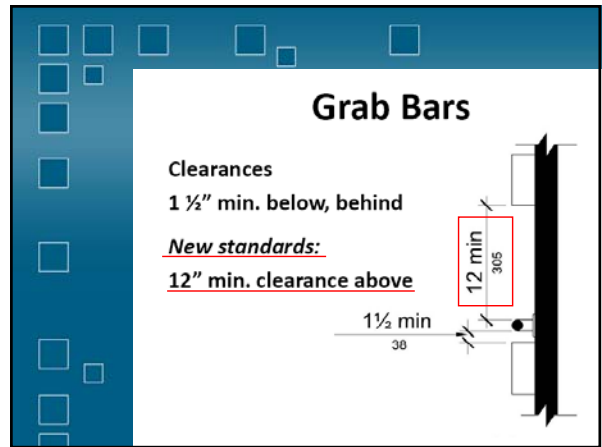 Grab Bars
Clearances
1 ½” min. below, behind
New standards:
12” min. clearance above
12 min
305
1½ min
38